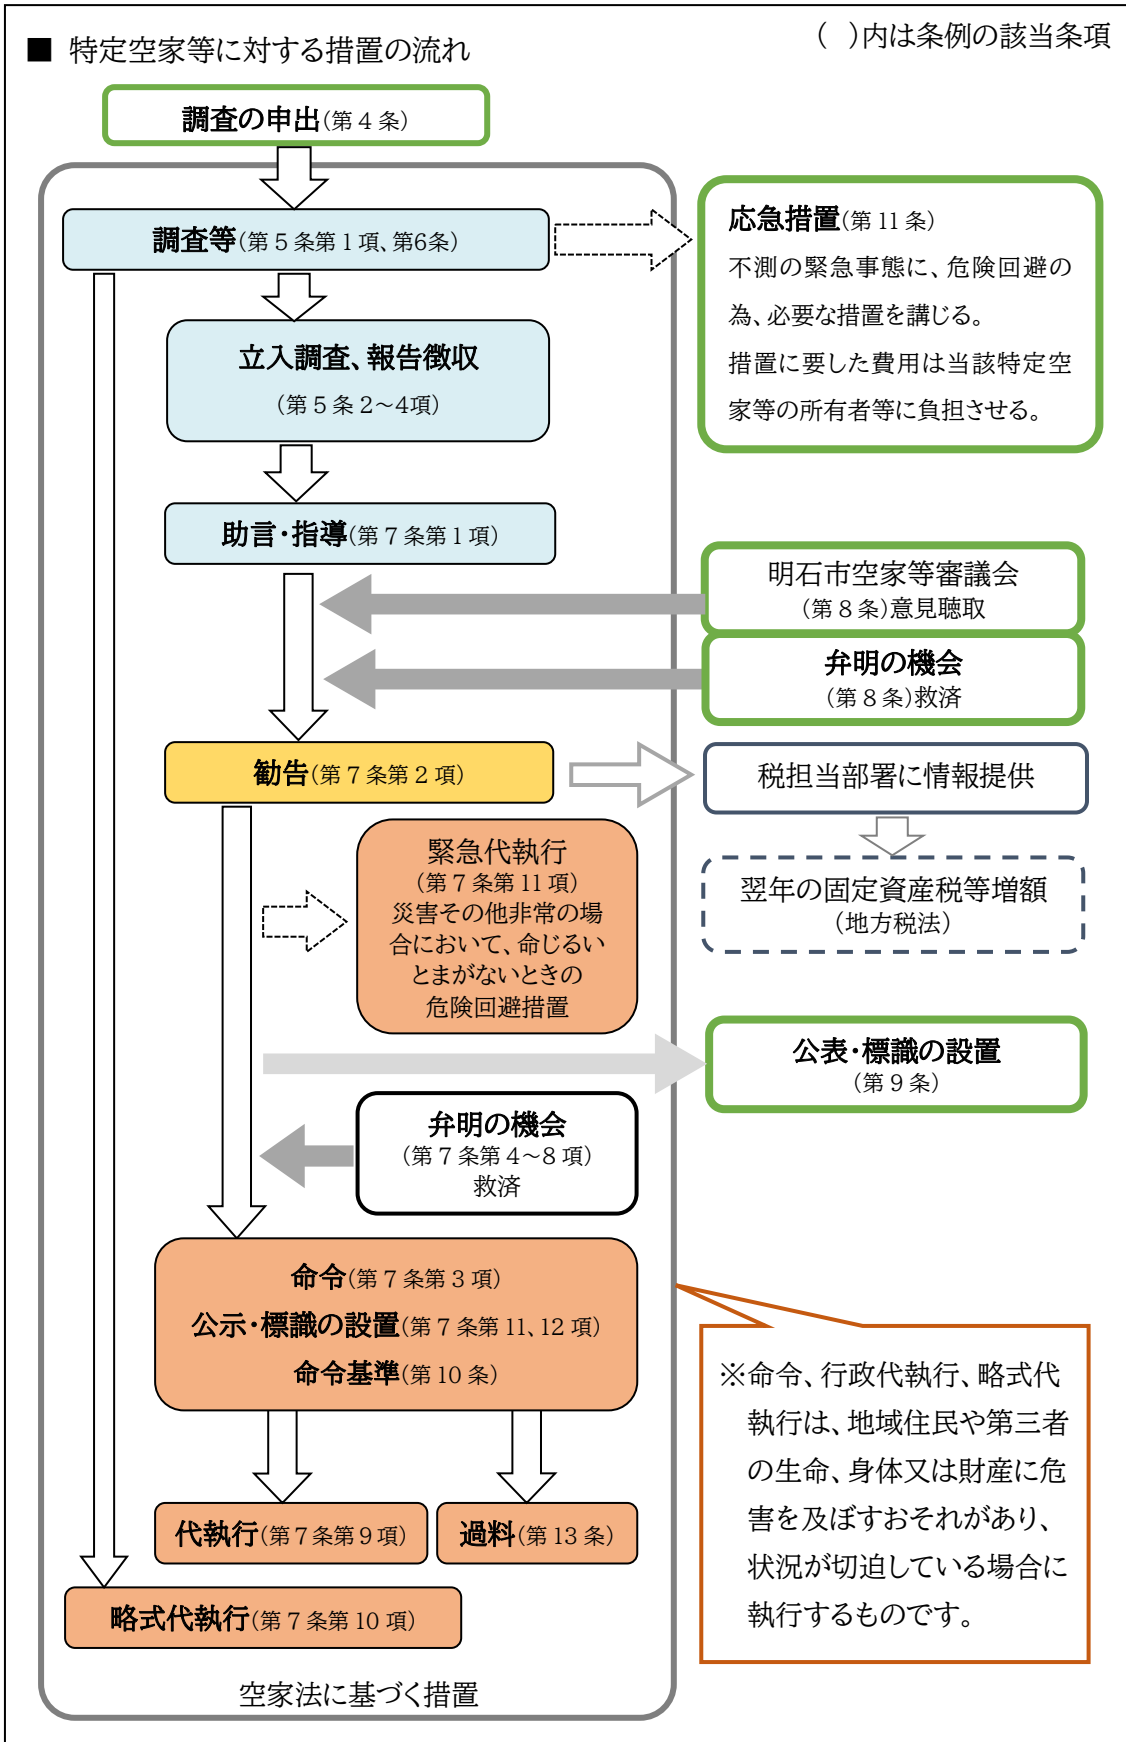 ■ 特定空家等に対する措置の流れ
( )内は条例の該当条項
調査の申出(第4条)
調査等(第5条第1項、第6条)
応急措置(第11条)
不測の緊急事態に、危険回避の
為、必要な措置を講じる。
措置に要した費用は当該特定空
家等の所有者等に負担させる。
立入調査、報告徴収
(第5条2～4項)
助言・指導(第7条第1項)
明石市空家等審議会
(第8条)意見聴取
弁明の機会
(第8条)救済
勧告(第7条第2項)
税担当部署に情報提供
緊急代執行
(第7条第11項)
災害その他非常の場
合において、命じるい
とまがないときの
危険回避措置
翌年の固定資産税等増額
(地方税法)
公表・標識の設置
(第9条)
弁明の機会
(第7条第4～8項)
救済
命令(第7条第3項)
公示・標識の設置(第7条第11、12項)
命令基準(第10条)
※命令、行政代執行、略式代
執行は、地域住民や第三者
の生命、身体又は財産に危
害を及ぼすおそれがあり、
状況が切迫している場合に
執行するものです。
代執行(第7条第9項)
過料(第13条)
略式代執行(第7条第10項)
空家法に基づく措置